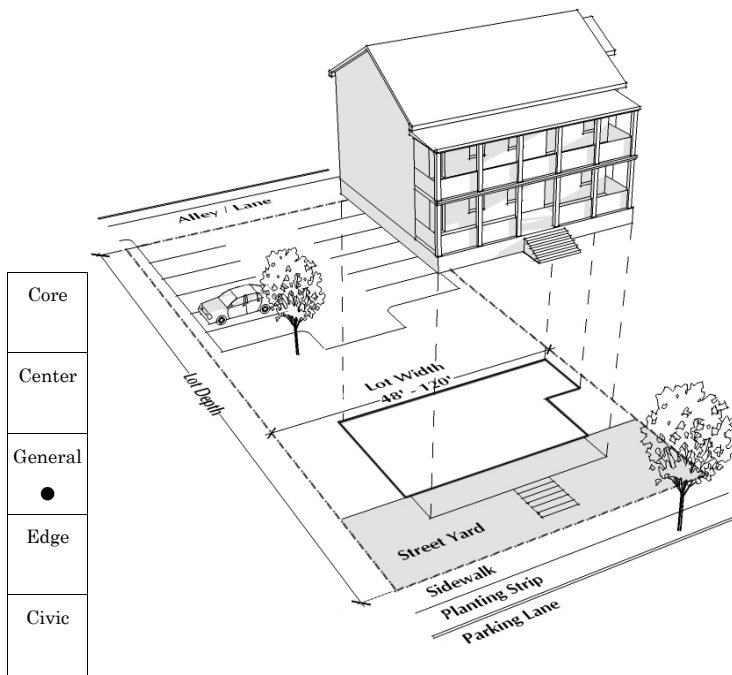 Alley / Lane
Core
Center
General
Edge
Civic
Lot Depth
Lot Width
48' - 120'
Street Yard
Sidewalk
Planting Strip
Parking Lane